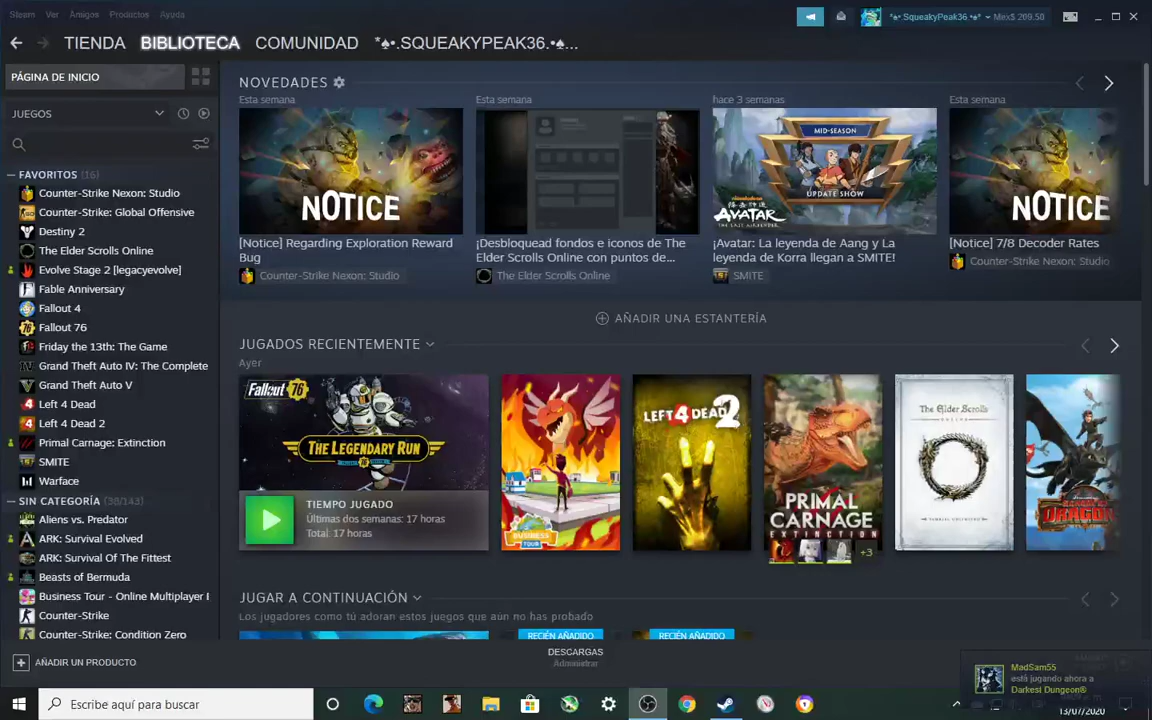 Steam Ver Amigos Productos Ayuda
*♠•.SqueakyPeak36.•♠* Mex$ 209.50
TIENDA BIBLIOTECA COMUNIDAD *♠•.SQUEAKYPEAK36.•♠...
PÁGINA DE INICIO
JUEGOS
FAVORITOS (16)
Counter-Strike Nexon: Studio
Counter-Strike: Global Offensive
Destiny 2
The Elder Scrolls Online
Evolve Stage 2 [legacyevolve]
Fable Anniversary
Fallout 4
Fallout 76
Friday the 13th: The Game
Grand Theft Auto IV: The Complete
Grand Theft Auto V
Left 4 Dead
Left 4 Dead 2
Primal Carnage: Extinction
SMITE
Warface
SIN CATEGORÍA (38/143)
Aliens vs. Predator
ARK: Survival Evolved
ARK: Survival Of The Fittest
Beasts of Bermuda
Business Tour - Online Multiplayer
Counter-Strike
Counter-Strike: Condition Zero
AÑADIR UN PRODUCTO
NOVEDADES
Esta semana
NOTICE
[Notice] Regarding Exploration Reward
Bug
Counter-Strike Nexon: Studio
Esta semana
¡Desbloquead fondos e iconos de The
Elder Scrolls Online con puntos de...
The Elder Scrolls Online
hace 3 semanas
MID-SEASON
UPDATE SHOW
AVATAR
THE LAST AIRBENDER
¡Avatar: La leyenda de Aang y La
leyenda de Korra llegan a SMITE!
SMITE
Esta semana
NOTICE
[Notice] 7/8 Decoder Rates
Counter-Strike Nexon: Studio
AÑADIR UNA ESTANTERÍA
JUGADOS RECIENTEMENTE
Ayer
Fallout 76
THE LEGENDARY RUN
TIEMPO JUGADO
Últimas dos semanas: 17 horas
Total: 17 horas
BUSINESS
TOUR
LEFT 4 DEAD 2
PRIMAL
CARNAGE
EXTINCTION
+3
The Elder Scrolls
ONLINE
DRAGON
JUGAR A CONTINUACIÓN
Los jugadores como tú adoran estos juegos que aún no has probado
RECIÉN AÑADIDO
RECIÉN AÑADIDO
DESCARGAS
Administrar
MadSam55
está jugando ahora a
Darkest Dungeon®
Escribe aquí para buscar
13/07/2020